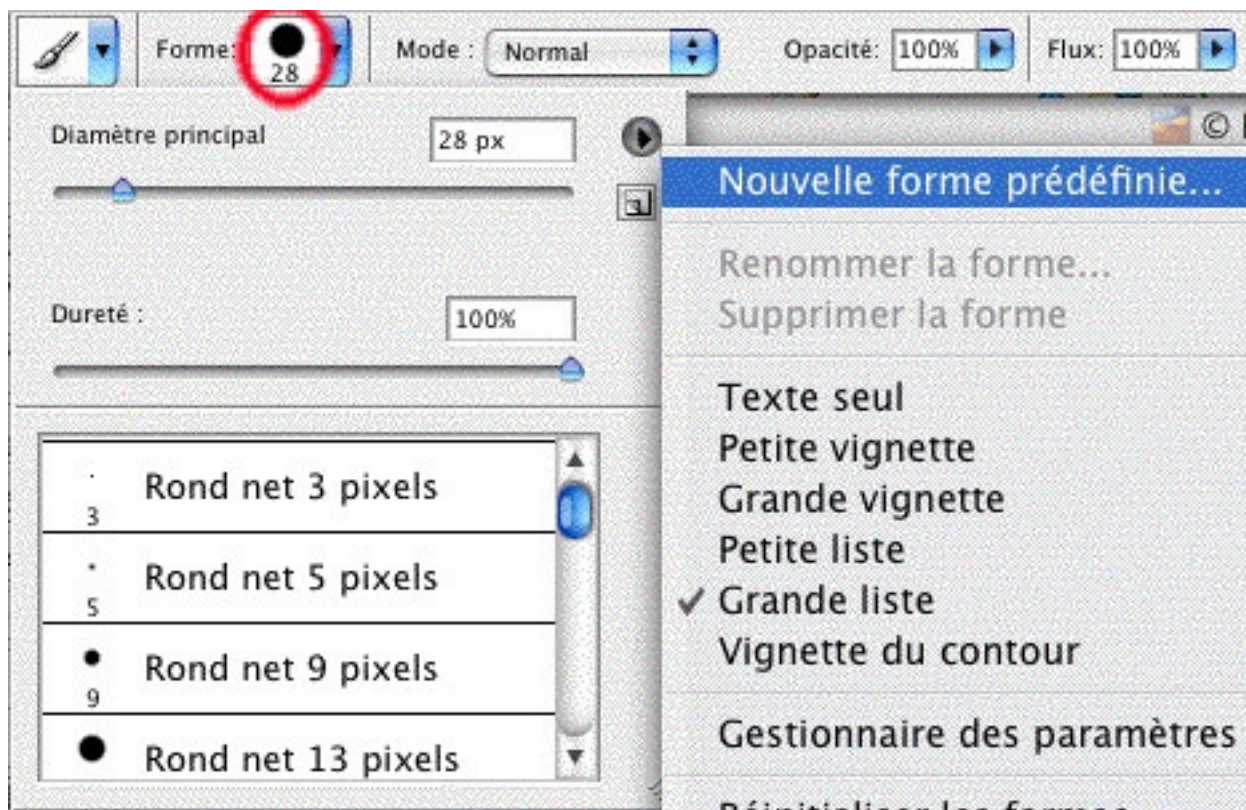 Forme: 28 Mode : Normal Opacité: 100% Flux: 100%
Diamètre principal 28 px
Dureté : 100%
3 Rond net 3 pixels
5 Rond net 5 pixels
9 Rond net 9 pixels
Rond net 13 pixels
©
Nouvelle forme prédéfinie...
Renommer la forme...
Supprimer la forme
Texte seul
Petite vignette
Grande vignette
Petite liste
Grande liste
Vignette du contour
Gestionnaire des paramètres